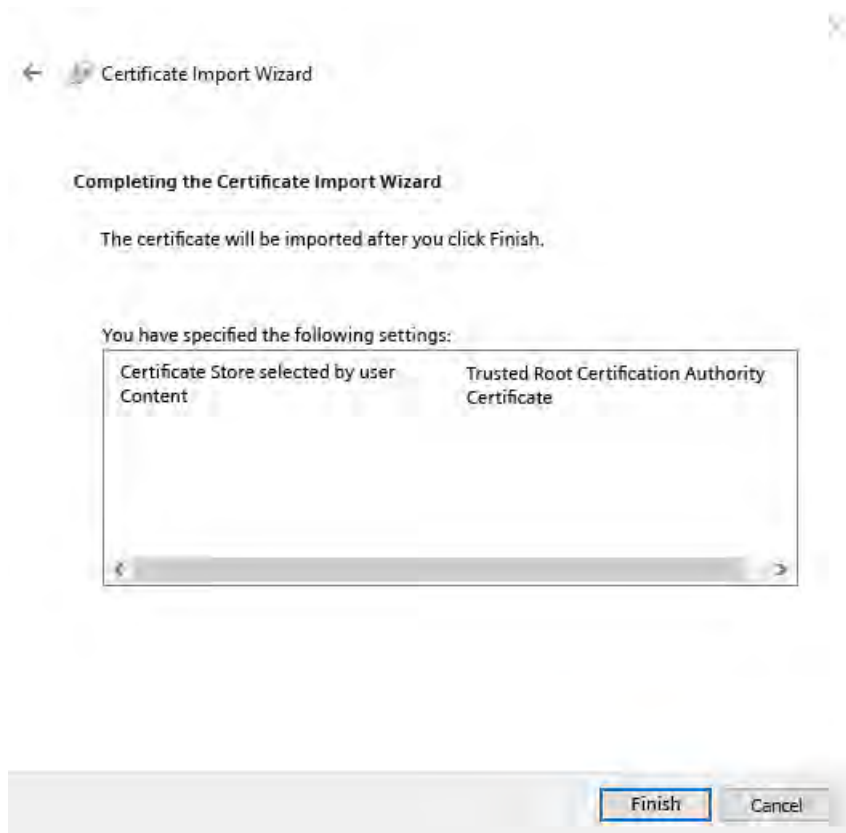 Certificate Import Wizard
Completing the Certificate Import Wizard
The certificate will be imported after you click Finish.
You have specified the following settings:
Certificate Store selected by user Trusted Root Certification Authority
Content Certificate
Finish Cancel